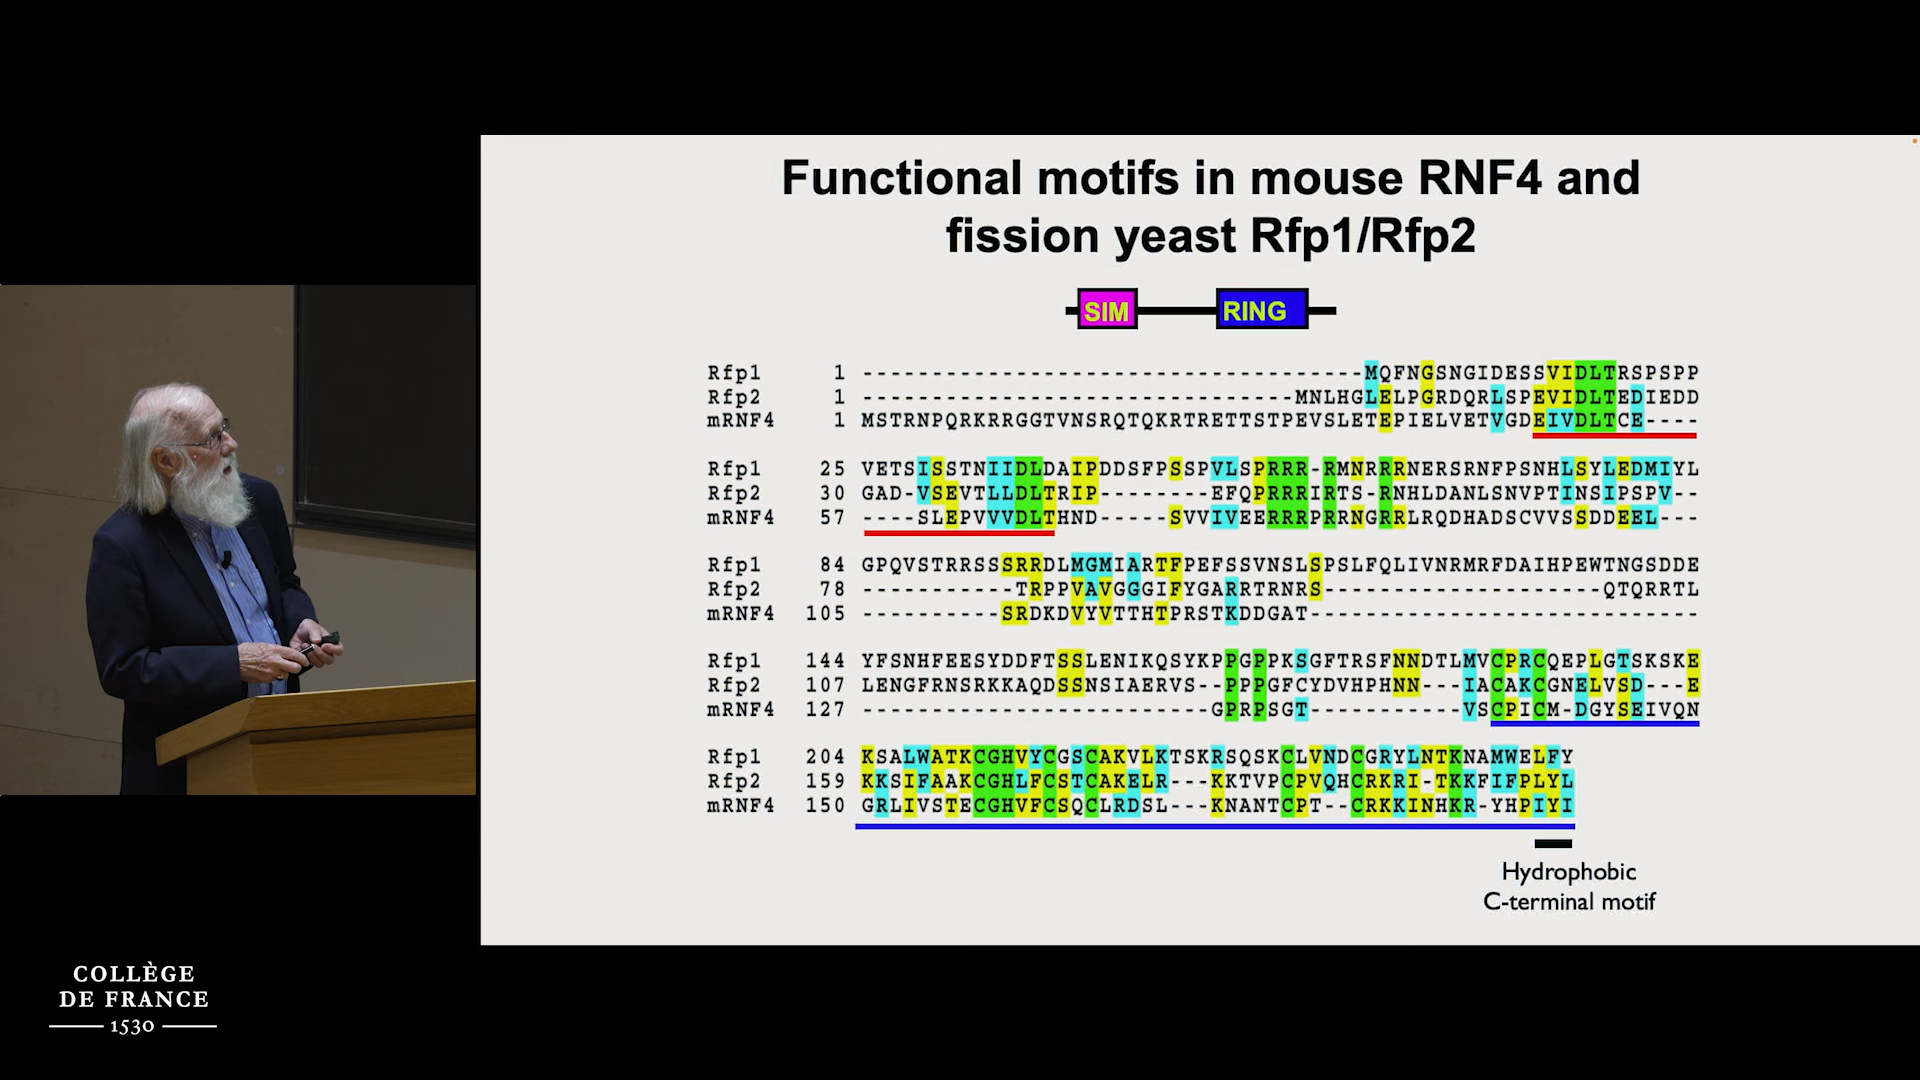 Functional motifs in mouse RNF4 and
fission yeast Rfp1/Rfp2
SIM RING
Rfp1 1 ------------------------------------MQFNGSNGIDESSVIDLTRSPSPP
Rfp2 1 -------------------------------MNLHGLELPGRDQRLSPEVIDLTEDIEDD
mRNF4 1 MSTRNPQRKRRGGTVNSRQTQKRTRETTSTPEVSLETEPIELVETVGDEIVDLTCE----
Rfp1 25 VETSISSTNIIDLDAIPDDSFPSSPVLSPRRR-RMNRRRNERSRNFPSNHLSYLEDMIYL
Rfp2 30 GAD-VSEVTLLDLTRIP--------EFQPRRRIRTS-RNHLDANLSNVPTINSIPSPV--
mRNF4 57 ----SLEPVVVDLTHND-----SVVIVEERRRPRRNGRRLRQDHADSCVVSSDDEEL---
Rfp1 84 GPQVSTRRSSSSRRDLMGMIARTFPEFSSVNSLSPSLFQLIVNRMRFDAIHPEWTNGSDDE
Rfp2 78 -----------TRPPVAVGGGIFYGARRTRNRS--------------------QTQRRTL
mRNF4 105 ----------SRDKDVYVTTHTPRSTKDDGAT----------------------------
Rfp1 144 YFSNHFEESYDDFTSSLENIKQSYKPPGPPKSGFTRSFNNDTLMVCPRCQEPLGTSKSKE
Rfp2 107 LENGFRNSRKKAQDSSNSIAERVS--PPPGFCYDVHPHNN---IACAKCGNELVSD---E
mRNF4 127 -------------------------GPRPSGT-----------VSCPICM-DGYSEIVQN
Rfp1 204 KSALWATKCGHVYCGSCAKVLKTSKRSQSKCLVNDCGRYLNTKNAMWELFY
Rfp2 159 KKSIFAAKCGHLFCSTCAKELR---KKTVPCPVQHCRKRI-TKKFIFPLYL
mRNF4 150 GRLIVSTECGHVFCSQCLRDSL---KNANTCPT--CRKKINHKR-YHPIYI
Hydrophobic
C-terminal motif
COLLÈGE
DE FRANCE
1530